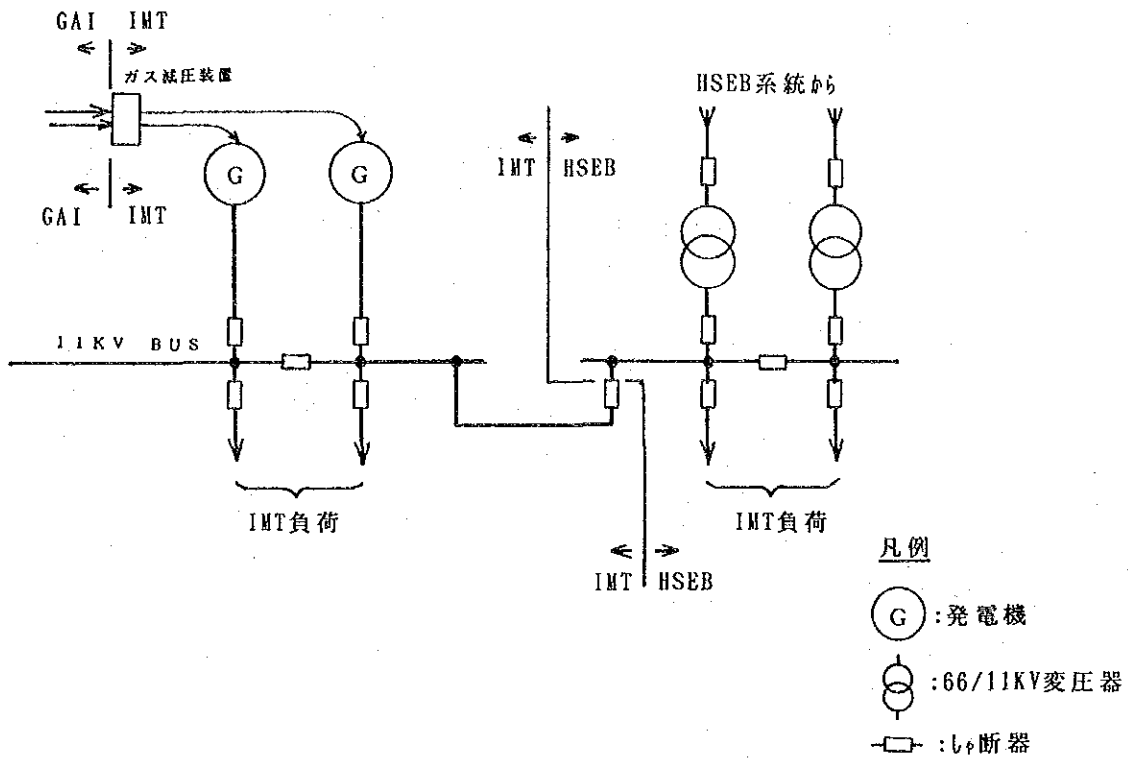 GAI IMT
ガス減圧装置
GAI IMT
G
G
11KV BUS
IMT負荷
IMT HSEB
HSEB系統から
IMT負荷
IMT HSEB
凡例
G :発電機
:66/11KV変圧器
:しゃ断器